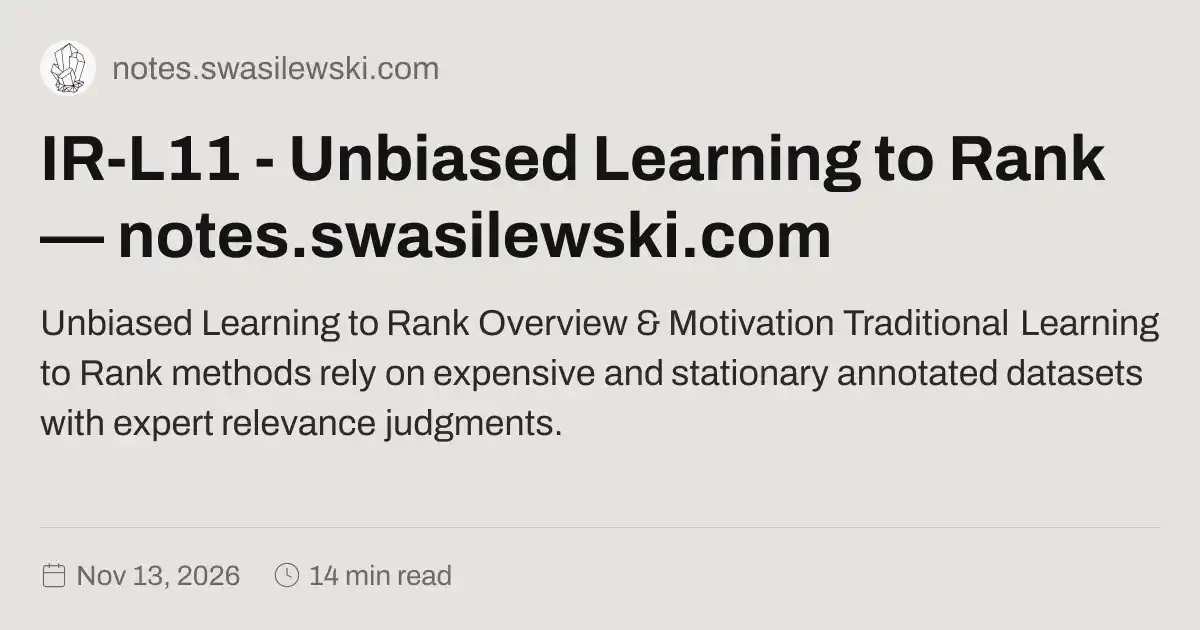 notes.swasilewski.com
IR-L11 - Unbiased Learning to Rank
— notes.swasilewski.com
Unbiased Learning to Rank Overview & Motivation Traditional Learning
to Rank methods rely on expensive and stationary annotated datasets
with expert relevance judgments.
Nov 13, 2026 14 min read